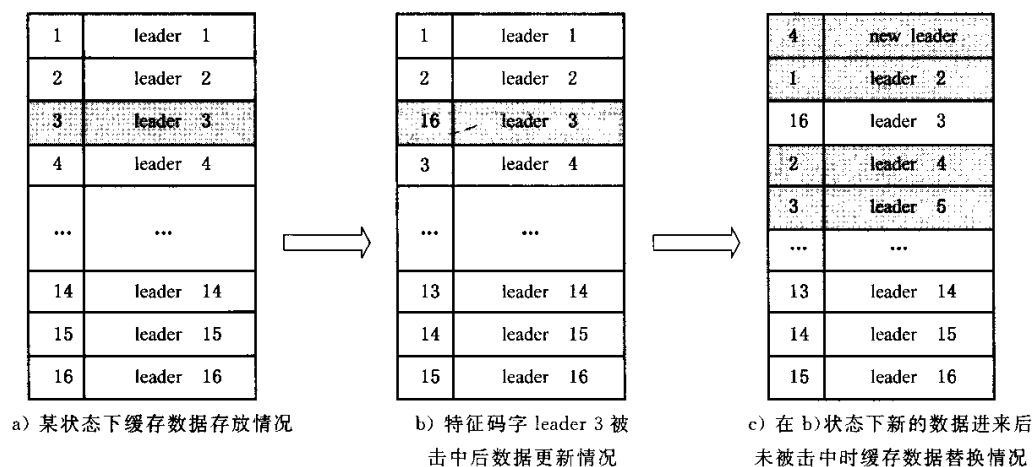 1 leader 1
2 leader 2
3 leader 3
4 leader 4
... ...
14 leader 14
15 leader 15
16 leader 16
a) 某状态下缓存数据存放情况
1 leader 1
2 leader 2
16 leader 3
3 leader 4
... ...
13 leader 14
14 leader 15
15 leader 16
b) 特征码字 leader 3 被
击中后数据更新情况
4 new leader
1 leader 2
16 leader 3
2 leader 4
3 leader 5
... ...
13 leader 14
14 leader 15
15 leader 16
c) 在 b)状态下新的数据进来后
未被击中时缓存数据替换情况